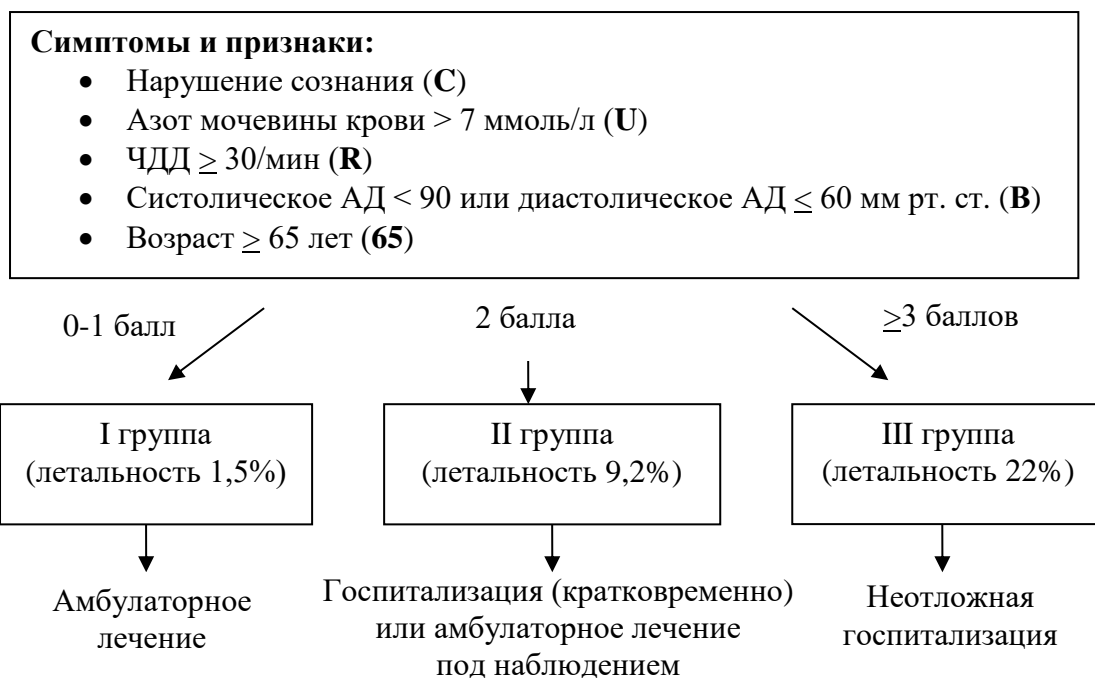 Симптомы и признаки:
• Нарушение сознания (C)
• Азот мочевины крови > 7 ммоль/л (U)
• ЧДД ≥ 30/мин (R)
• Систолическое АД < 90 или диастолическое АД ≤ 60 мм рт. ст. (B)
• Возраст ≥ 65 лет (65)
0-1 балл
2 балла
≥3 баллов
I группа
(летальность 1,5%)
II группа
(летальность 9,2%)
III группа
(летальность 22%)
Амбулаторное
лечение
Госпитализация (кратковременно)
или амбулаторное лечение
под наблюдением
Неотложная
госпитализация